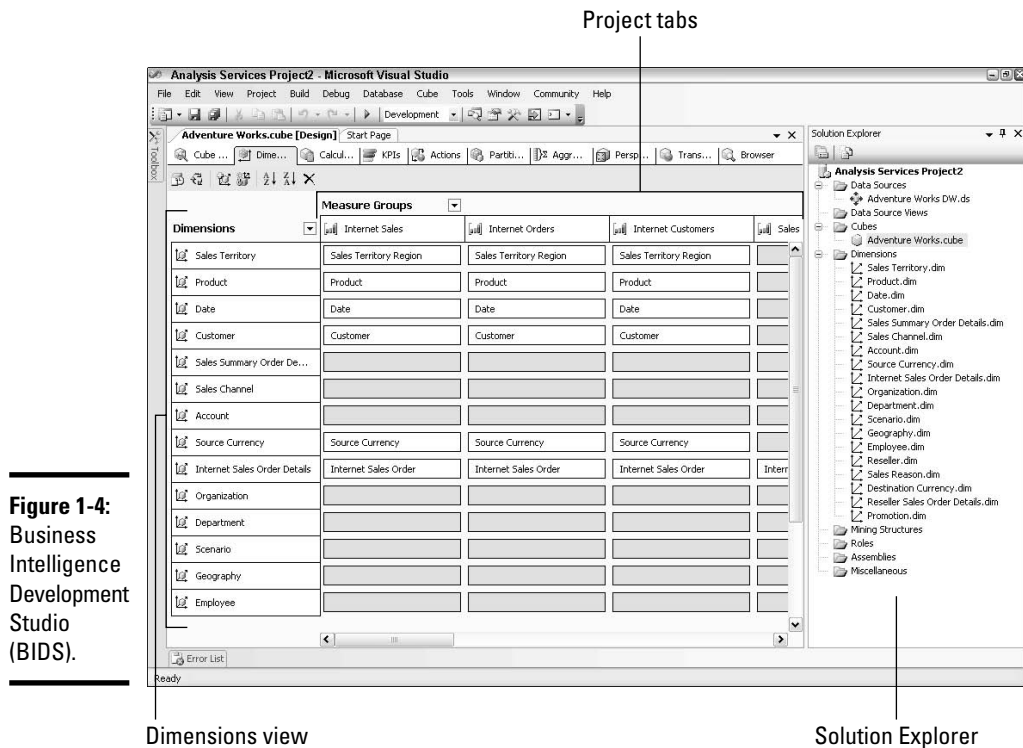 Project tabs
Analysis Services Project2 - Microsoft Visual Studio
File Edit View Project Build Debug Database Cube Tools Window Community Help
Development
Toolbox
Adventure Works.cube [Design] Start Page
Cube ... Dime... Calcul... KPIs Actions Partiti... Aggr... Persp... Trans... Browser
Measure Groups
Dimensions Internet Sales Internet Orders Internet Customers Sales
Sales Territory Sales Territory Region Sales Territory Region Sales Territory Region
Product Product Product Product
Date Date Date Date
Customer Customer Customer Customer
Sales Summary Order De...
Sales Channel
Account
Source Currency Source Currency Source Currency Source Currency
Internet Sales Order Details Internet Sales Order Internet Sales Order Internet Sales Order Intern
Organization
Department
Scenario
Geography
Employee
Error List
Ready
Solution Explorer
Analysis Services Project2
Data Sources
Adventure Works DW.ds
Data Source Views
Cubes
Adventure Works.cube
Dimensions
Sales Territory.dim
Product.dim
Date.dim
Customer.dim
Sales Summary Order Details.dim
Sales Channel.dim
Account.dim
Source Currency.dim
Internet Sales Order Details.dim
Organization.dim
Department.dim
Scenario.dim
Geography.dim
Employee.dim
Reseller.dim
Sales Reason.dim
Destination Currency.dim
Reseller Sales Order Details.dim
Promotion.dim
Mining Structures
Roles
Assemblies
Miscellaneous
Figure 1-4:
Business
Intelligence
Development
Studio
(BIDS).
Dimensions view
Solution Explorer